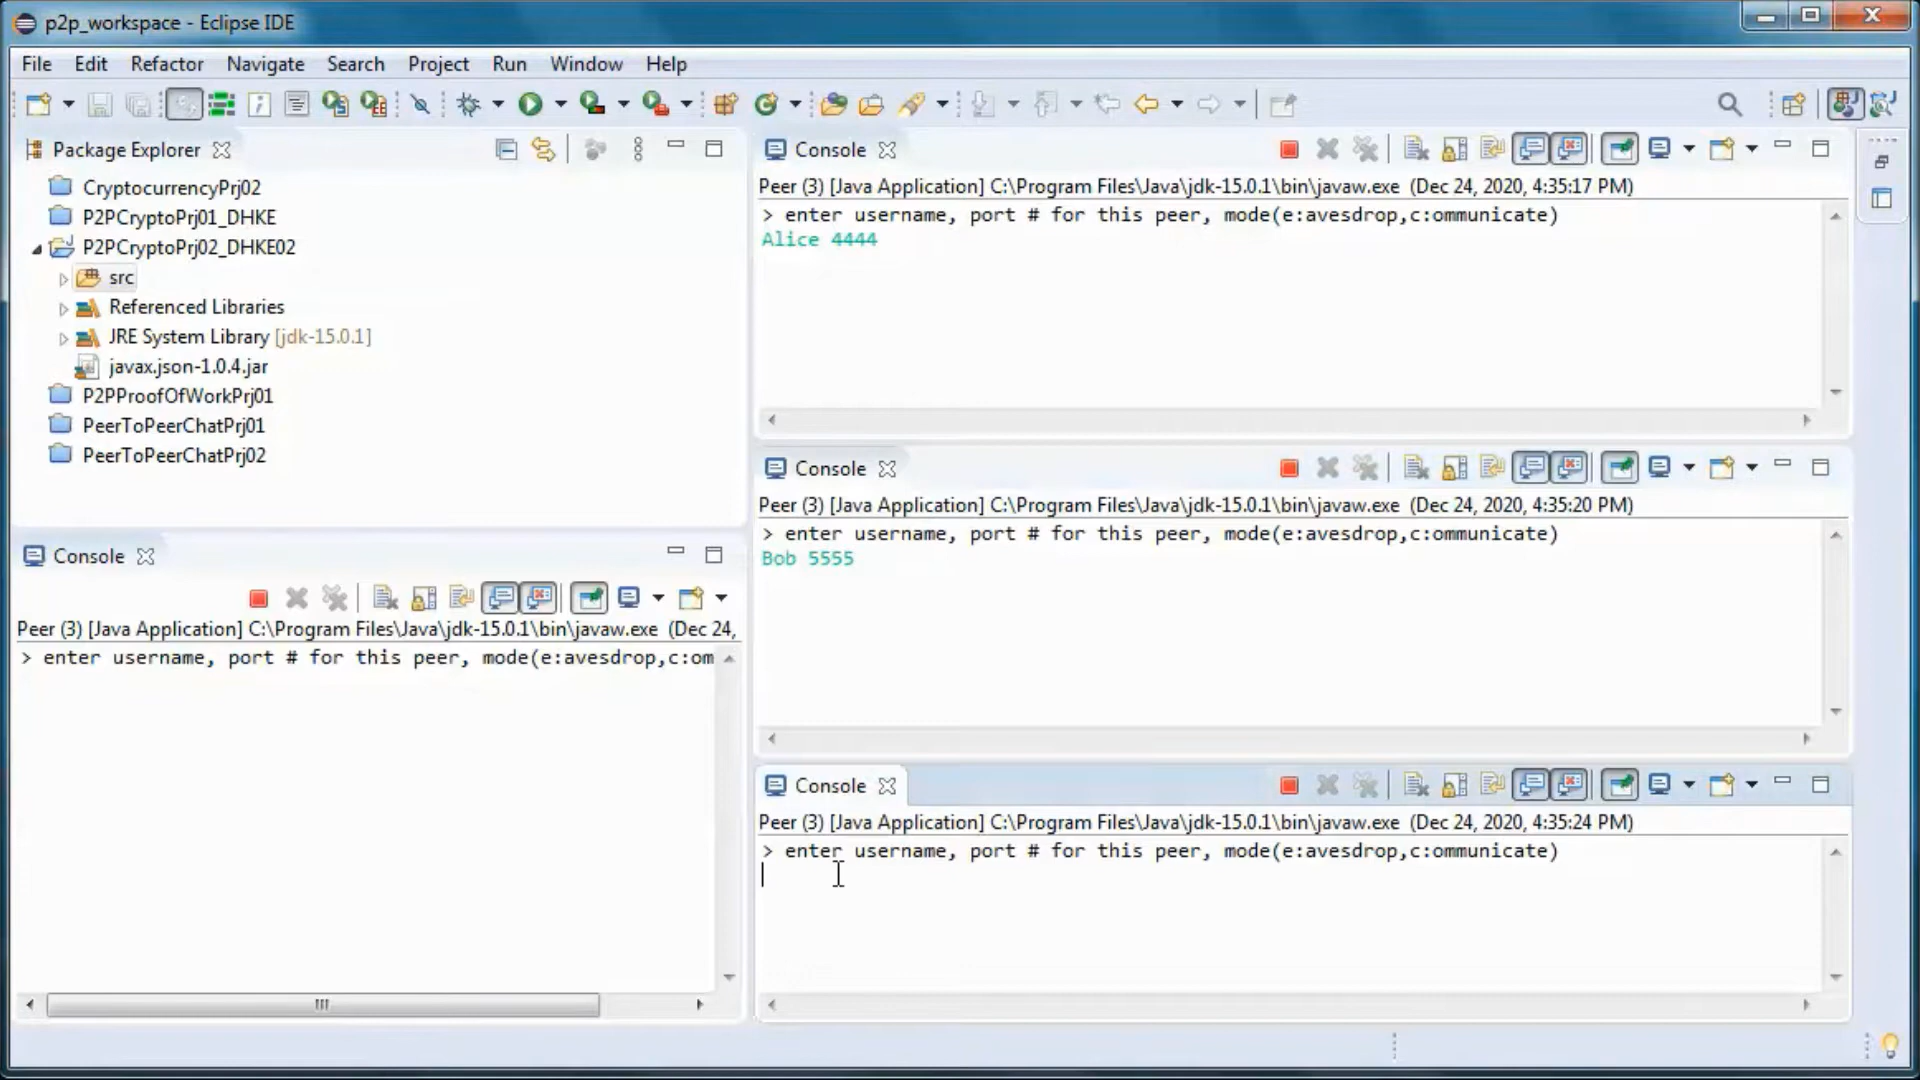 p2p_workspace - Eclipse IDE
File Edit Refactor Navigate Search Project Run Window Help
Package Explorer
CryptocurrencyPrj02
P2PCryptoPrj01_DHKE
P2PCryptoPrj02_DHKE02
src
Referenced Libraries
JRE System Library [jdk-15.0.1]
javax.json-1.0.4.jar
P2PProofOfWorkPrj01
PeerToPeerChatPrj01
PeerToPeerChatPrj02
Console
Peer (3) [Java Application] C:\Program Files\Java\jdk-15.0.1\bin\javaw.exe (Dec 24,
> enter username, port # for this peer, mode(e:avesdrop,c:om
Console
Peer (3) [Java Application] C:\Program Files\Java\jdk-15.0.1\bin\javaw.exe (Dec 24, 2020, 4:35:17 PM)
> enter username, port # for this peer, mode(e:avesdrop,c:ommunicate)
Alice 4444
Console
Peer (3) [Java Application] C:\Program Files\Java\jdk-15.0.1\bin\javaw.exe (Dec 24, 2020, 4:35:20 PM)
> enter username, port # for this peer, mode(e:avesdrop,c:ommunicate)
Bob 5555
Console
Peer (3) [Java Application] C:\Program Files\Java\jdk-15.0.1\bin\javaw.exe (Dec 24, 2020, 4:35:24 PM)
> enter username, port # for this peer, mode(e:avesdrop,c:ommunicate)